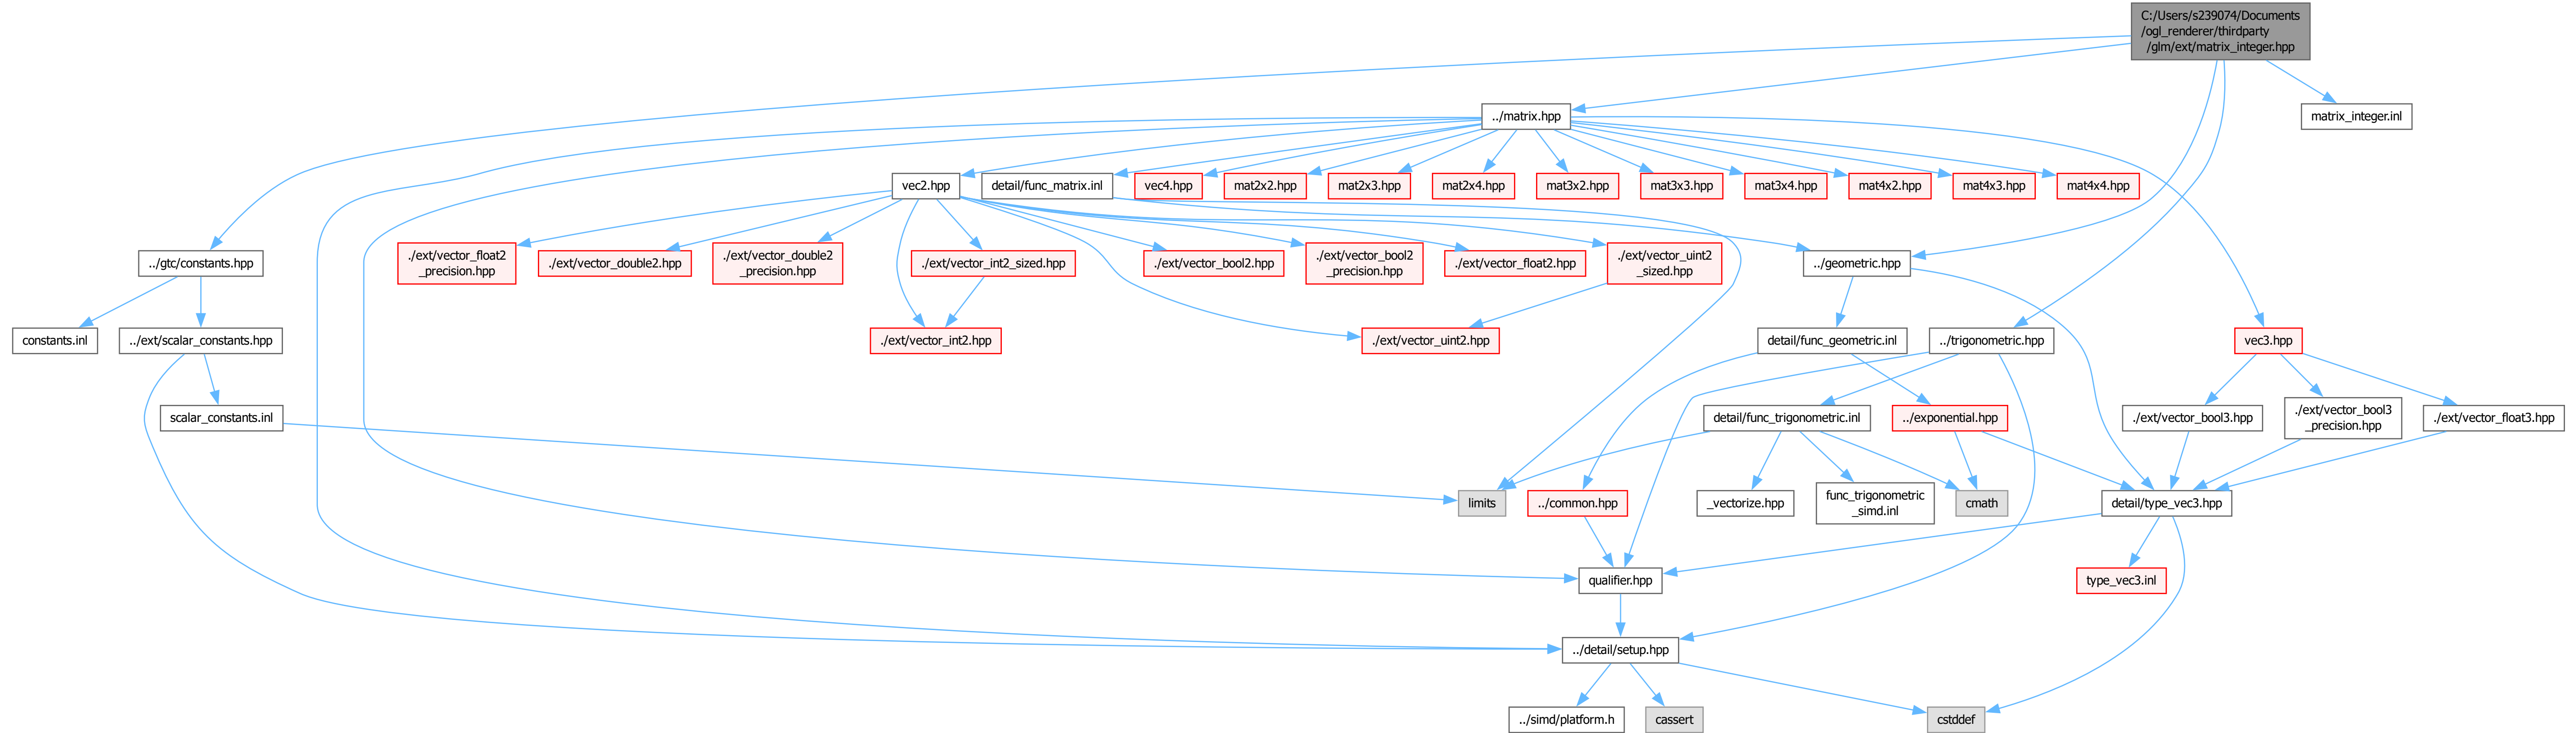 C:/Users/s239074/Documents
/ogl_renderer/thirdparty
/glm/ext/matrix_integer.hpp
../matrix.hpp
matrix_integer.inl
vec2.hpp
detail/func_matrix.inl
vec4.hpp
mat2x2.hpp
mat2x3.hpp
mat2x4.hpp
mat3x2.hpp
mat3x3.hpp
mat3x4.hpp
mat4x2.hpp
mat4x3.hpp
mat4x4.hpp
../gtc/constants.hpp
./ext/vector_float2
_precision.hpp
./ext/vector_double2.hpp
./ext/vector_double2
_precision.hpp
./ext/vector_int2_sized.hpp
./ext/vector_bool2.hpp
./ext/vector_bool2
_precision.hpp
./ext/vector_float2.hpp
./ext/vector_uint2
_sized.hpp
../geometric.hpp
constants.inl
../ext/scalar_constants.hpp
./ext/vector_int2.hpp
./ext/vector_uint2.hpp
detail/func_geometric.inl
../trigonometric.hpp
vec3.hpp
scalar_constants.inl
detail/func_trigonometric.inl
../exponential.hpp
./ext/vector_bool3.hpp
./ext/vector_bool3
_precision.hpp
./ext/vector_float3.hpp
limits
../common.hpp
_vectorize.hpp
func_trigonometric
_simd.inl
cmath
detail/type_vec3.hpp
qualifier.hpp
type_vec3.inl
../detail/setup.hpp
../simd/platform.h
cassert
cstddef